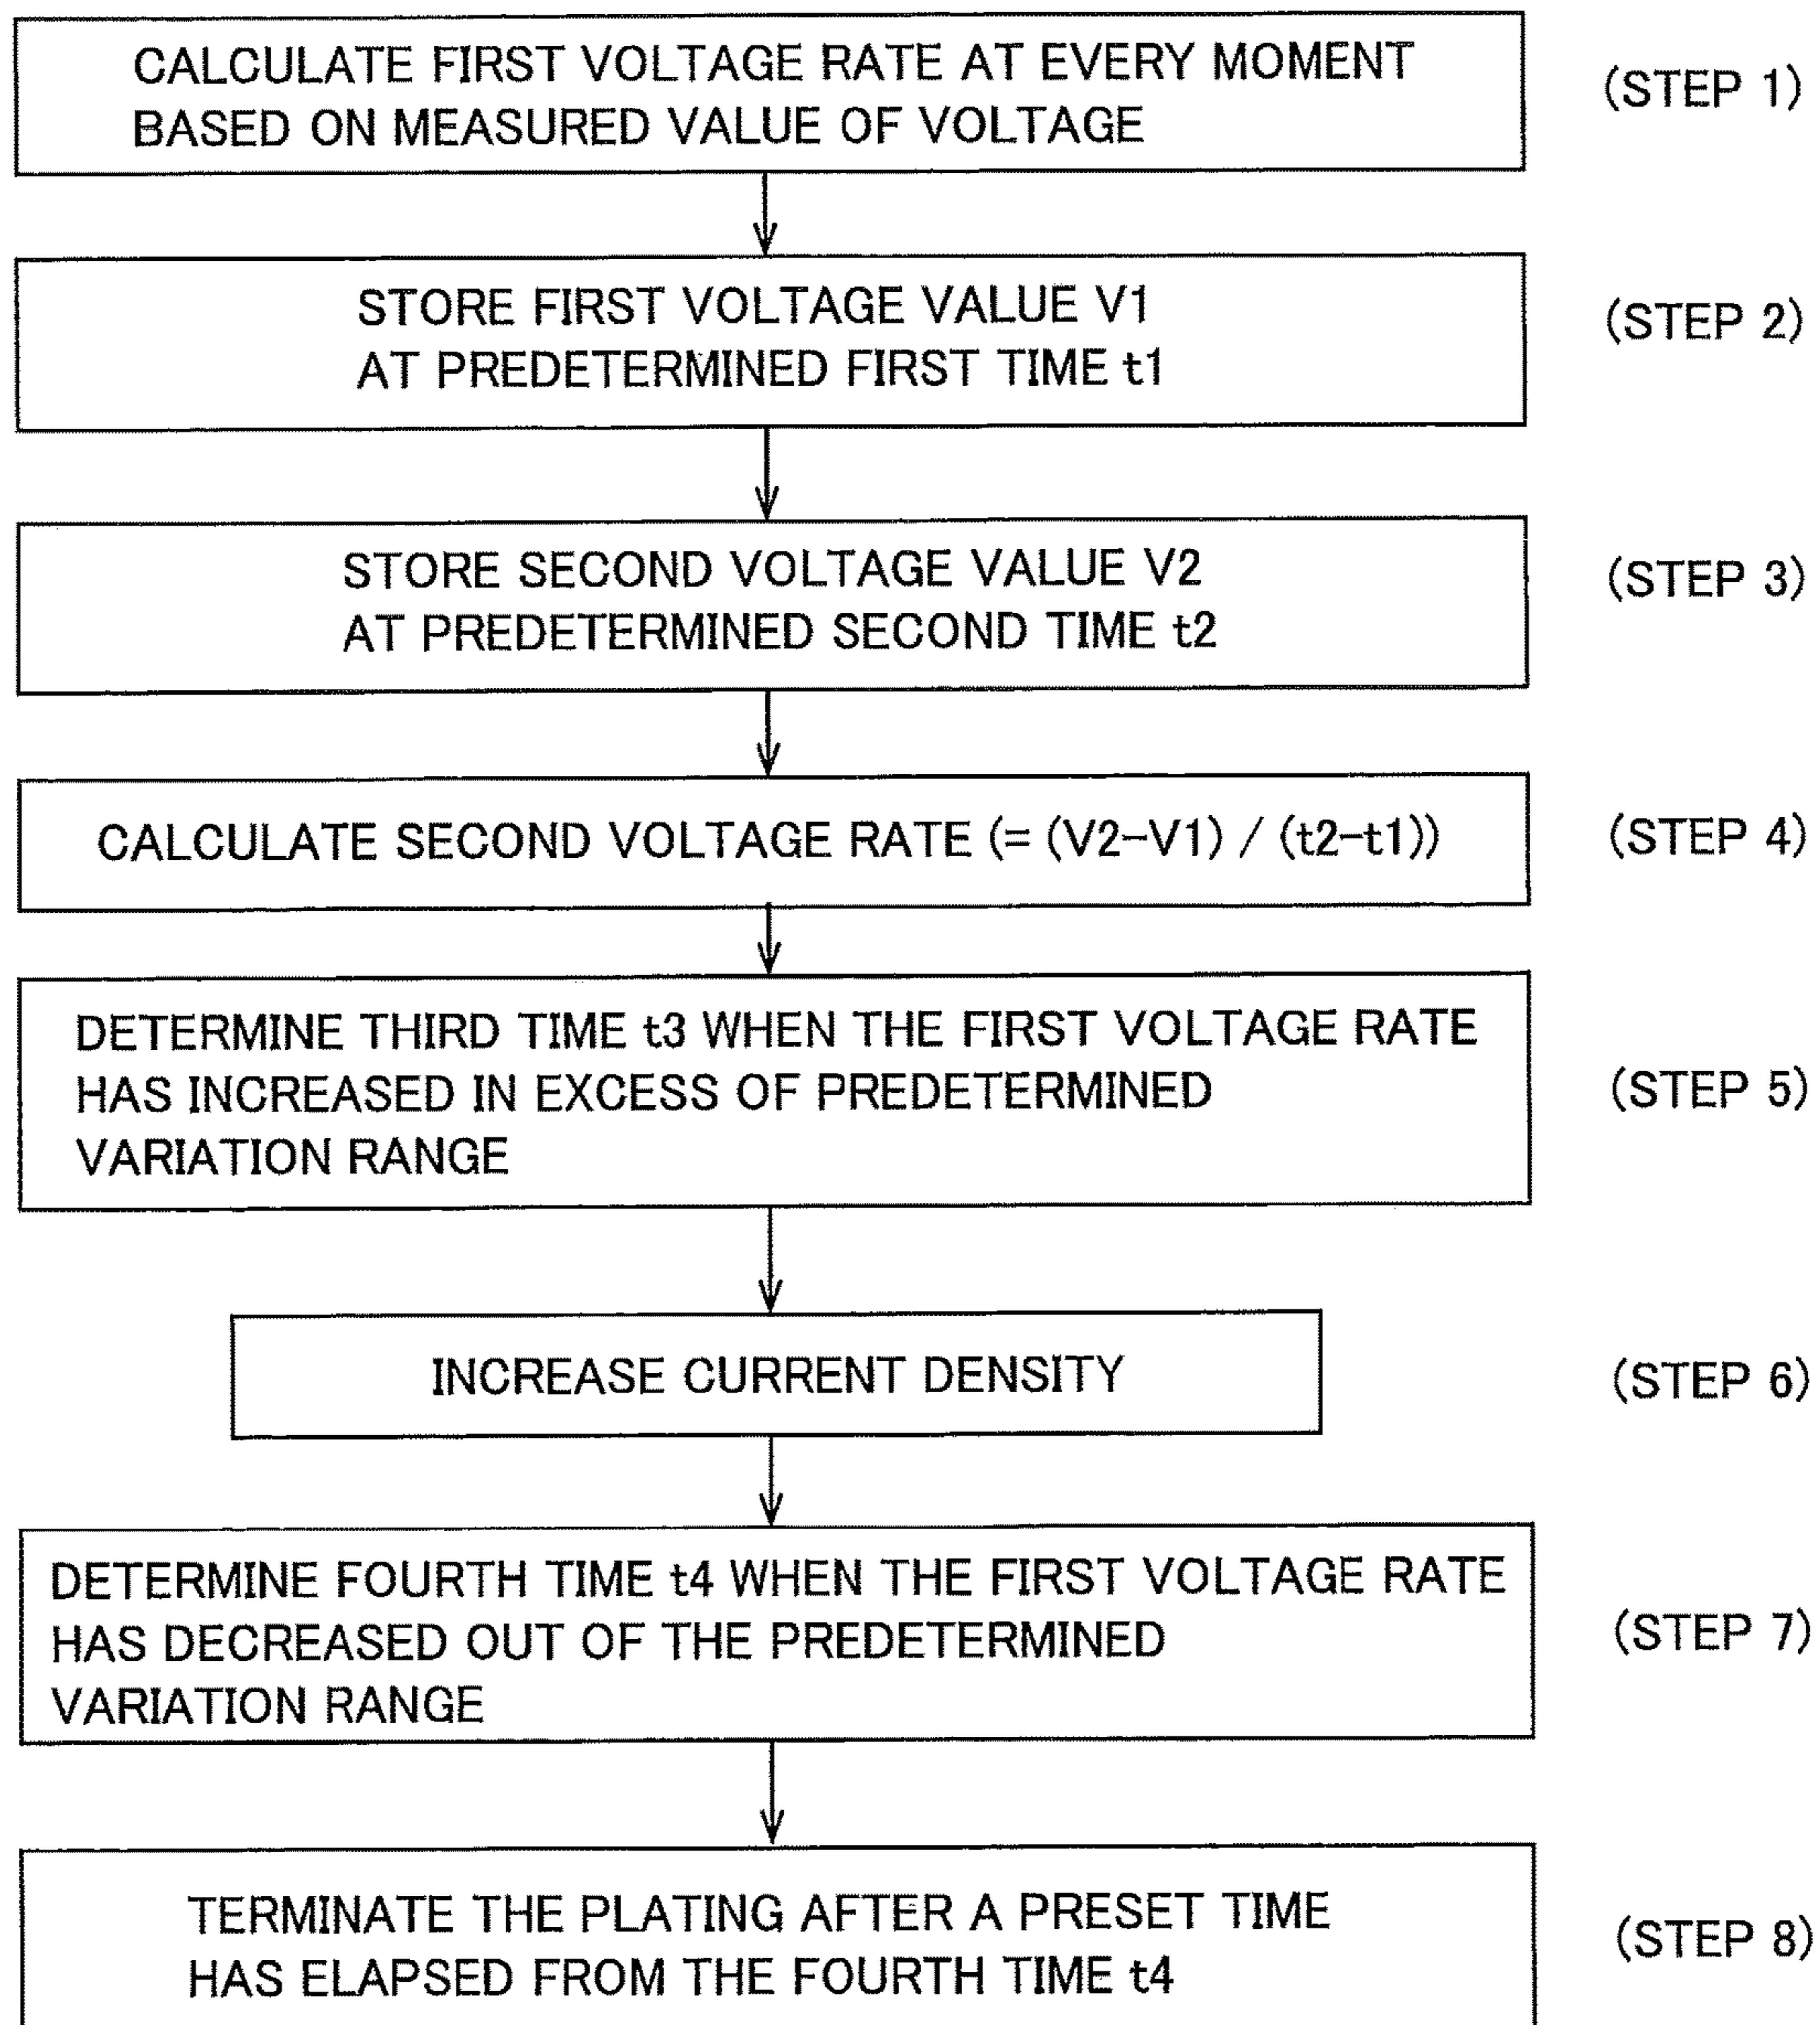 CALCULATE FIRST VOLTAGE RATE AT EVERY MOMENT
BASED ON MEASURED VALUE OF VOLTAGE
(STEP 1)
STORE FIRST VOLTAGE VALUE V1
AT PREDETERMINED FIRST TIME t1
(STEP 2)
STORE SECOND VOLTAGE VALUE V2
AT PREDETERMINED SECOND TIME t2
(STEP 3)
CALCULATE SECOND VOLTAGE RATE (= (V2-V1) / (t2-t1))
(STEP 4)
DETERMINE THIRD TIME t3 WHEN THE FIRST VOLTAGE RATE
HAS INCREASED IN EXCESS OF PREDETERMINED
VARIATION RANGE
(STEP 5)
INCREASE CURRENT DENSITY
(STEP 6)
DETERMINE FOURTH TIME t4 WHEN THE FIRST VOLTAGE RATE
HAS DECREASED OUT OF THE PREDETERMINED
VARIATION RANGE
(STEP 7)
TERMINATE THE PLATING AFTER A PRESET TIME
HAS ELAPSED FROM THE FOURTH TIME t4
(STEP 8)